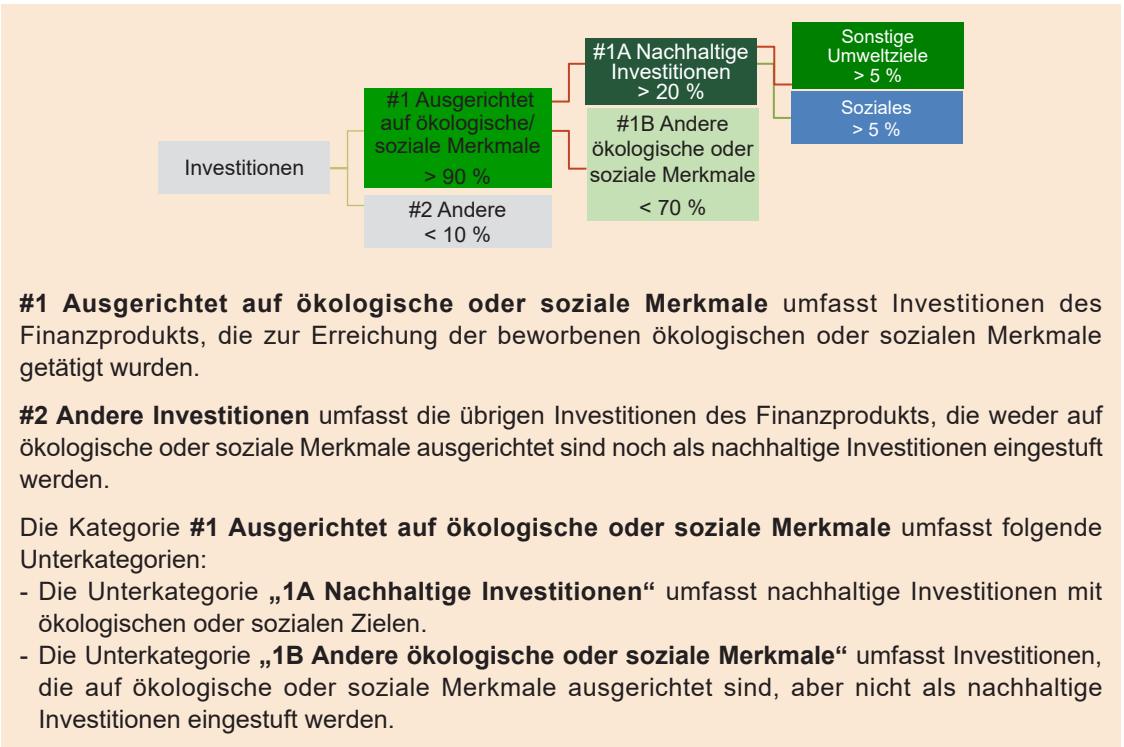 Investitionen
#1 Ausgerichtet
auf ökologische/
soziale Merkmale
> 90 %
#2 Andere
< 10 %
#1A Nachhaltige
Investitionen
> 20 %
#1B Andere
ökologische oder
soziale Merkmale
< 70 %
Sonstige
Umweltziele
> 5 %
Soziales
> 5 %
#1 Ausgerichtet auf ökologische oder soziale Merkmale umfasst Investitionen des
Finanzprodukts, die zur Erreichung der beworbenen ökologischen oder sozialen Merkmale
getätigt wurden.
#2 Andere Investitionen umfasst die übrigen Investitionen des Finanzprodukts, die weder auf
ökologische oder soziale Merkmale ausgerichtet sind noch als nachhaltige Investitionen eingestuft
werden.
Die Kategorie #1 Ausgerichtet auf ökologische oder soziale Merkmale umfasst folgende
Unterkategorien:
- Die Unterkategorie „1A Nachhaltige Investitionen“ umfasst nachhaltige Investitionen mit
ökologischen oder sozialen Zielen.
- Die Unterkategorie „1B Andere ökologische oder soziale Merkmale“ umfasst Investitionen,
die auf ökologische oder soziale Merkmale ausgerichtet sind, aber nicht als nachhaltige
Investitionen eingestuft werden.